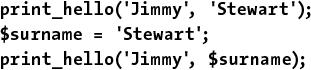 print_hello('Jimmy', 'Stewart');
$surname = 'Stewart';
print_hello('Jimmy', $surname);